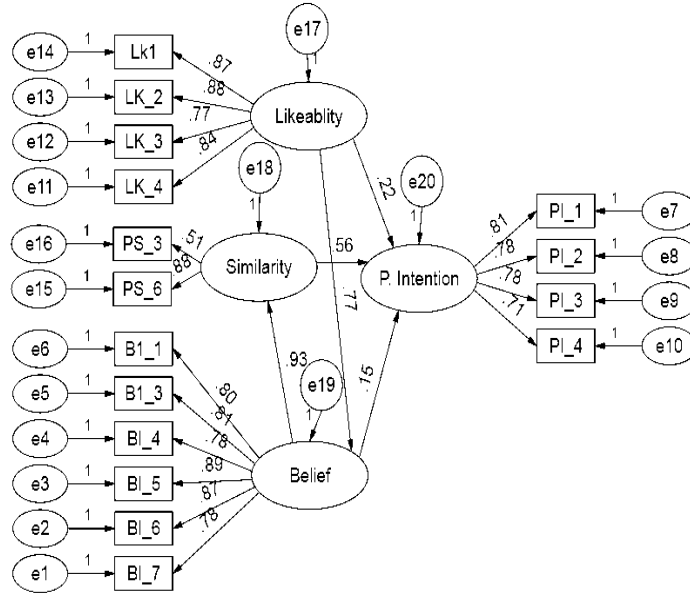 e17
1
e14 1 Lk1 .87
e13 1 LK_2 .88
Likeablity
e12 1 LK_3 .77
e11 1 LK_4 .84
e18
1
.22
e20
1
e16 1 PS_3 .51
e15 1 PS_6 .88
Similarity
.56
P. Intention
.81 PI_1 1 e7
.78 PI_2 1 e8
.78 PI_3 1 e9
.71 PI_4 1 e10
.77
.93
.15
e19
1
e6 1 B1_1 .80
e5 1 B1_3 .81
e4 1 BI_4 .78
e3 1 BI_5 .89
Belief
e2 1 BI_6 .87
e1 1 BI_7 .78